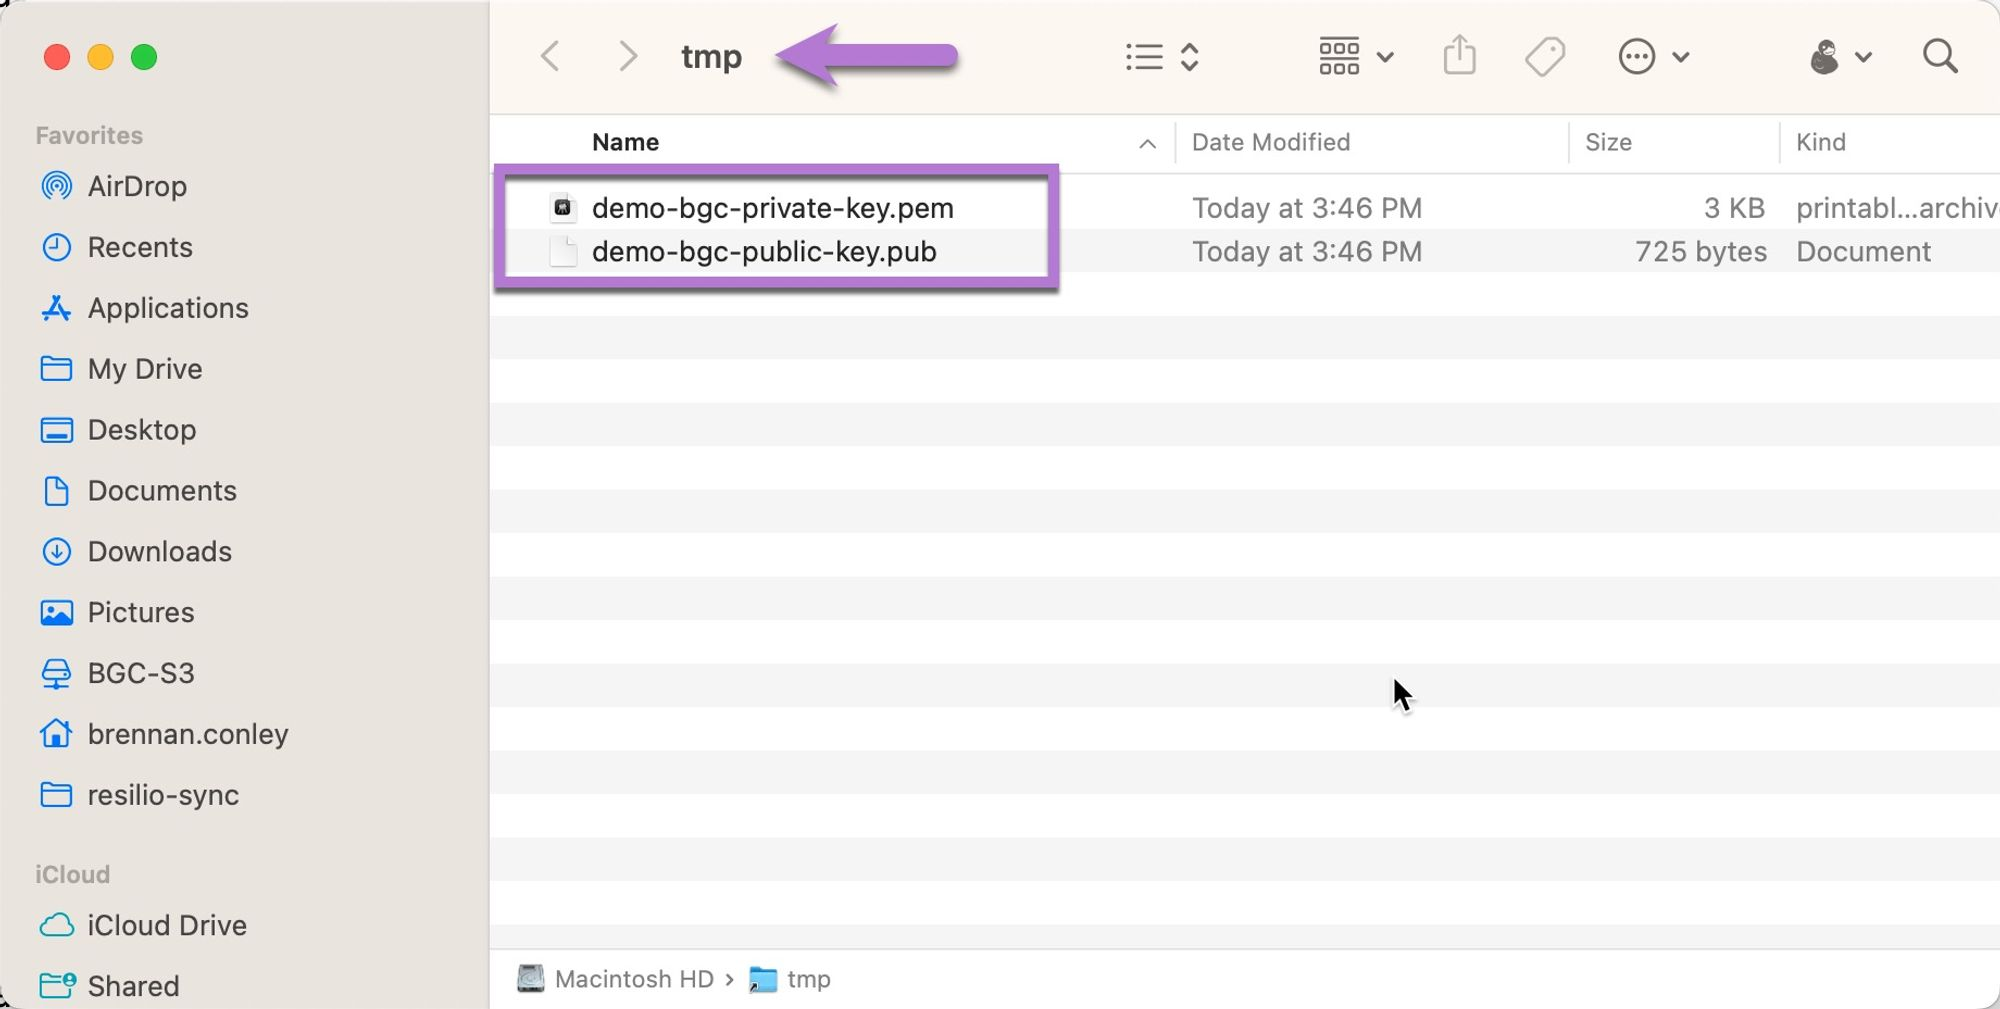 tmp
Favorites
AirDrop
Recents
Applications
My Drive
Desktop
Documents
Downloads
Pictures
BGC-S3
brennan.conley
resilio-sync
iCloud
iCloud Drive
Shared
Name Date Modified Size Kind
demo-bgc-private-key.pem Today at 3:46 PM 3 KB printabl...archiv
demo-bgc-public-key.pub Today at 3:46 PM 725 bytes Document
Macintosh HD › tmp